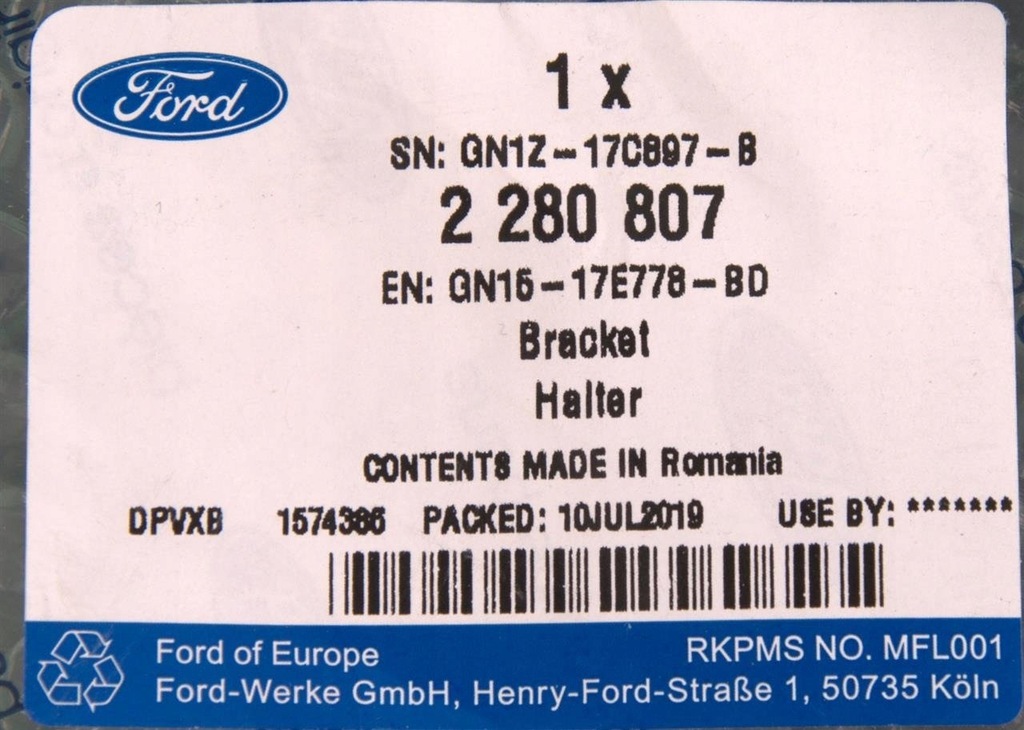 Ford
1 x
SN: GN1Z-17C897-B
2 280 807
EN: GN15-17E778-BD
Bracket
Halter
CONTENTS MADE IN Romania
DPVXB 1574386 PACKED: 10JUL2019 USE BY: *******
Ford of Europe RKPMS NO. MFL001
Ford-Werke GmbH, Henry-Ford-Straße 1, 50735 Köln